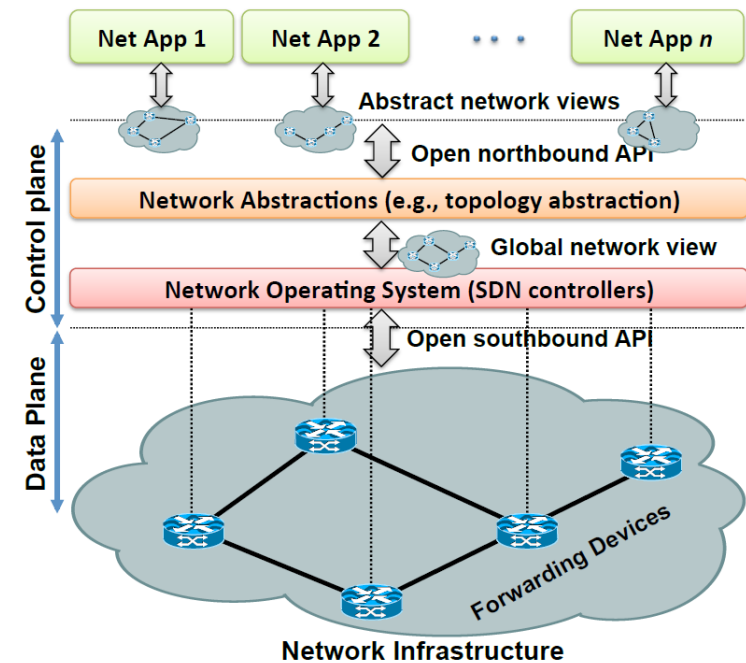 Net App 1
Net App 2
Net App n
Abstract network views
Open northbound API
Control plane
Network Abstractions (e.g., topology abstraction)
Global network view
Network Operating System (SDN controllers)
Open southbound API
Data Plane
Forwarding Devices
Network Infrastructure